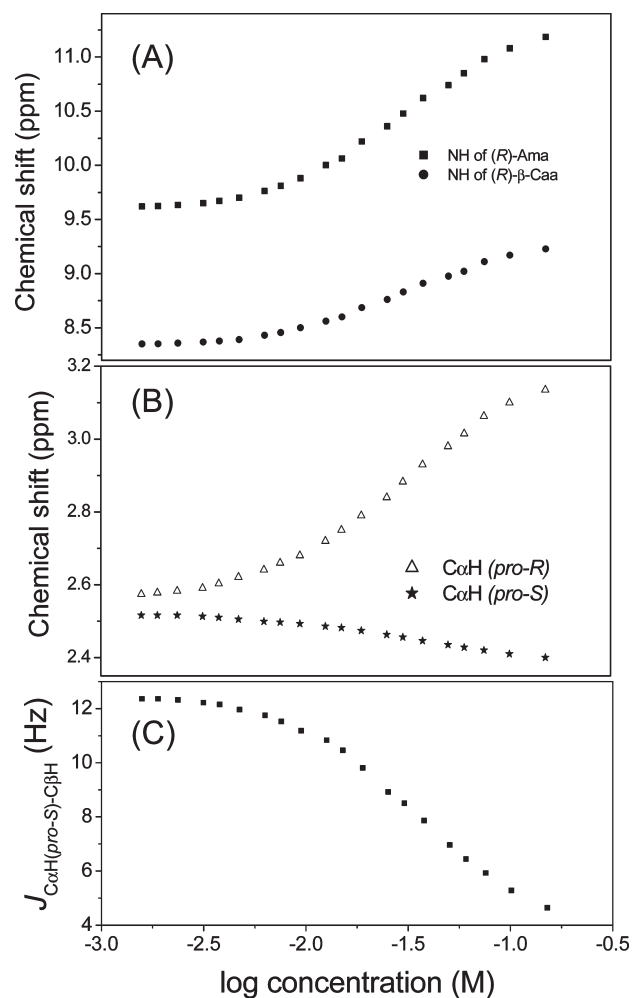 (A)
11.0
10.5
10.0
9.5
9.0
8.5
Chemical shift (ppm)
NH of (R)-Ama
NH of (R)-β-Caa
(B)
3.2
3.0
2.8
2.6
2.4
Chemical shift (ppm)
CαH (pro-R)
CαH (pro-S)
(C)
12
10
8
6
4
J CαH(pro-S)-CβH (Hz)
-3.0 -2.5 -2.0 -1.5 -1.0 -0.5
log concentration (M)